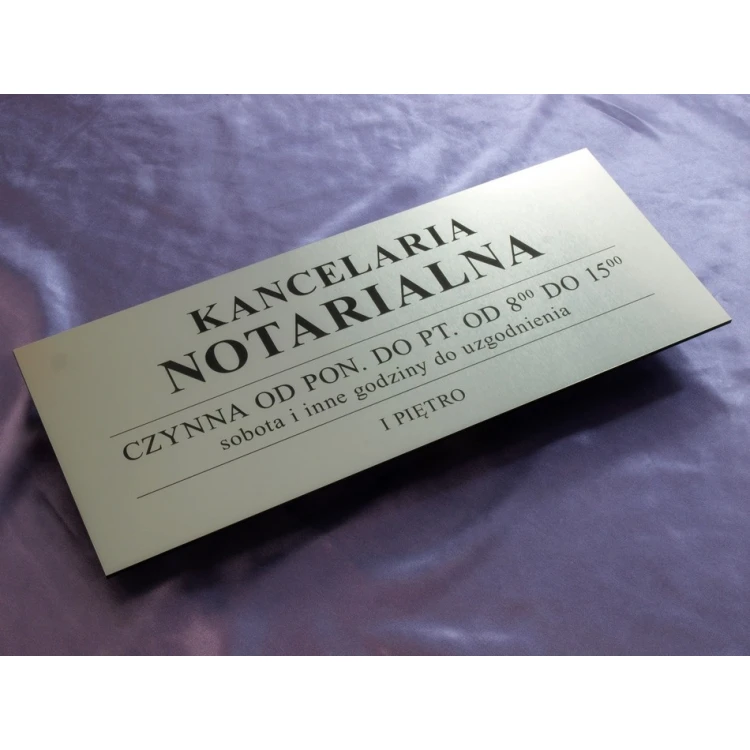 KANCELARIA
NOTARIALNA
CZYNNA OD PON. DO PT. OD 8⁰⁰ DO 15⁰⁰
sobota i inne godziny do uzgodnienia
I PIĘTRO